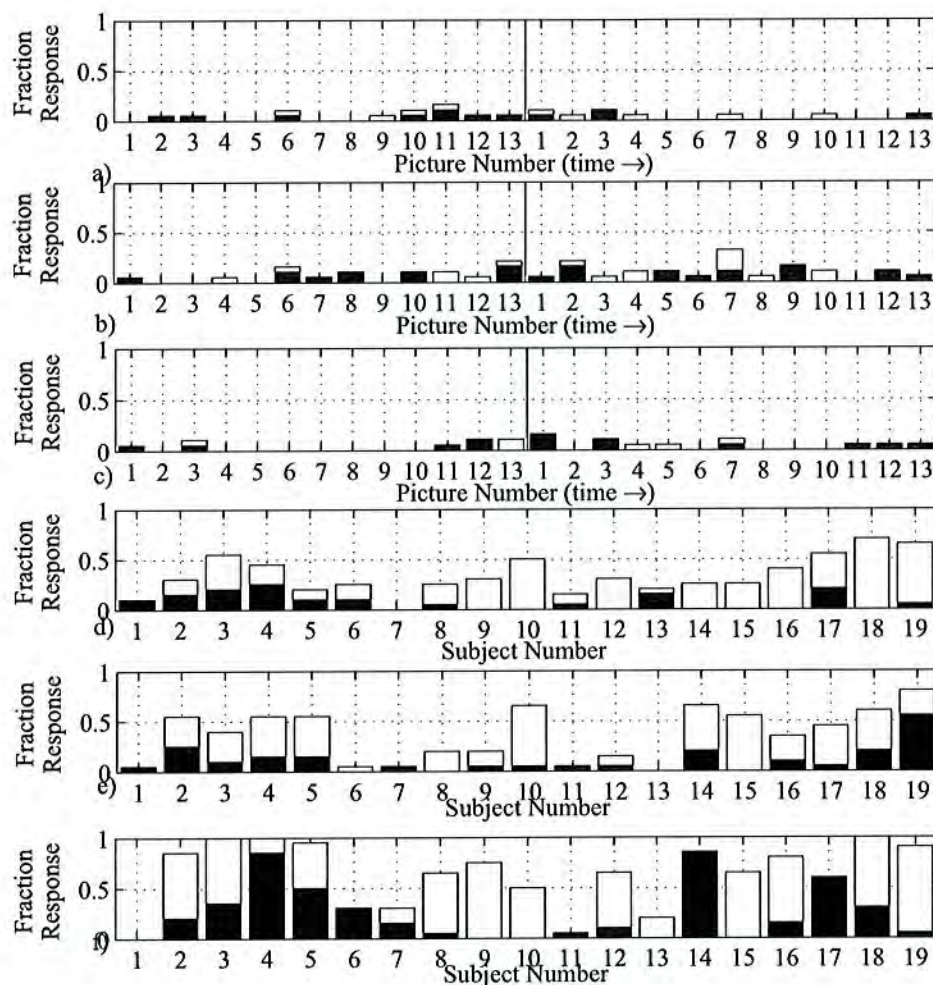 1
Fraction
Response
0.5
0
1 2 3 4 5 6 7 8 9 10 11 12 13 1 2 3 4 5 6 7 8 9 10 11 12 13
Picture Number (time →)
a)
1
Fraction
Response
0.5
0
1 2 3 4 5 6 7 8 9 10 11 12 13 1 2 3 4 5 6 7 8 9 10 11 12 13
b)
Picture Number (time →)
1
Fraction
Response
0.5
0
1 2 3 4 5 6 7 8 9 10 11 12 13 1 2 3 4 5 6 7 8 9 10 11 12 13
c)
Picture Number (time →)
1
Fraction
Response
0.5
0
d)
1 2 3 4 5 6 7 8 9 10 11 12 13 14 15 16 17 18 19
Subject Number
1
Fraction
Response
0.5
0
e)
1 2 3 4 5 6 7 8 9 10 11 12 13 14 15 16 17 18 19
Subject Number
1
Fraction
Response
0.5
0
f)
1 2 3 4 5 6 7 8 9 10 11 12 13 14 15 16 17 18 19
Subject Number